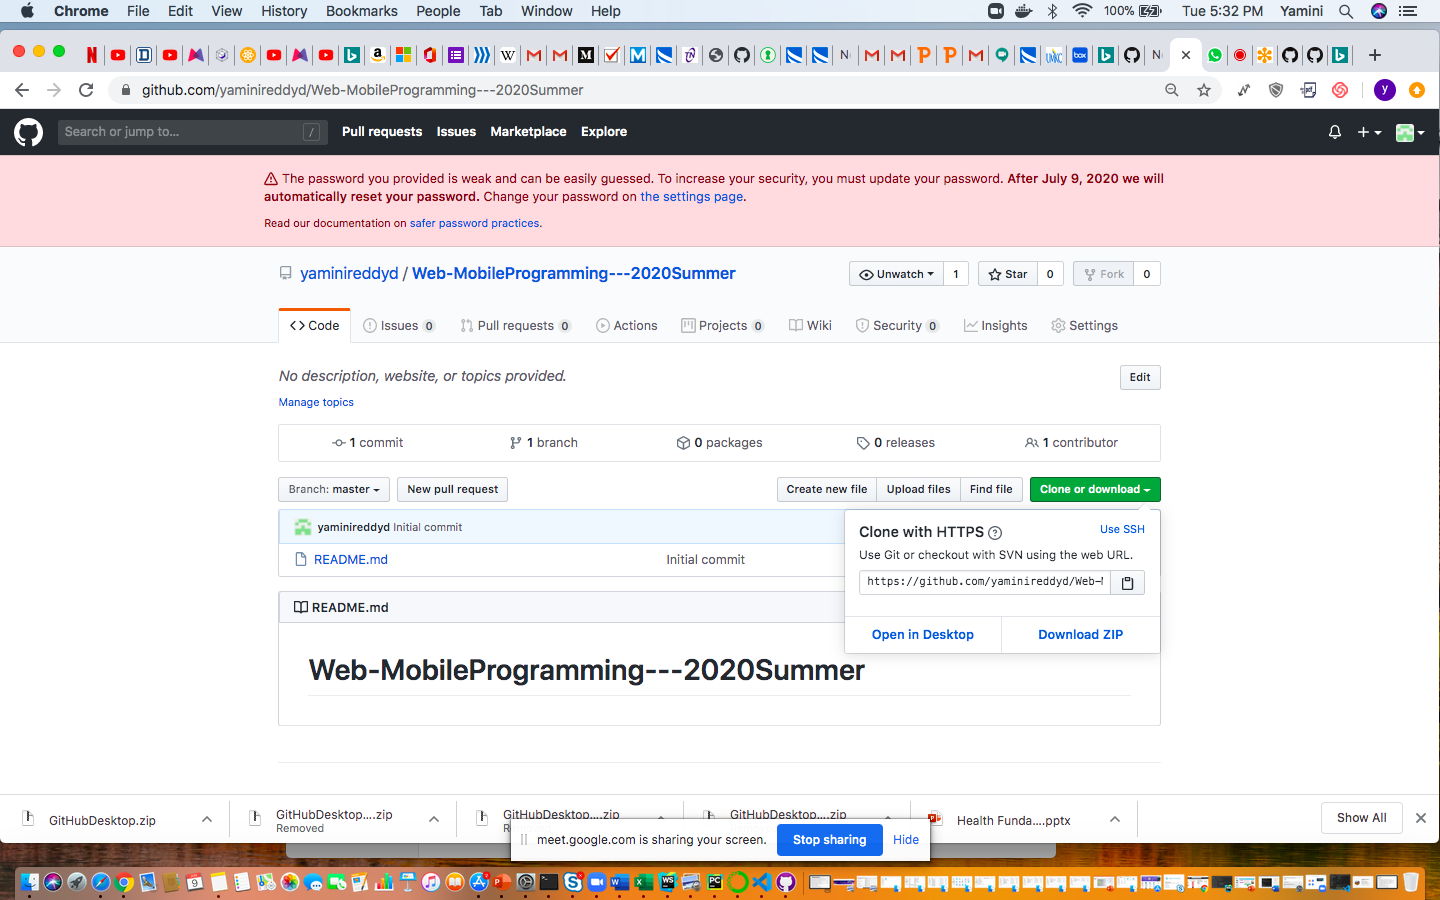 Chrome File Edit View History Bookmarks People Tab Window Help 100% Tue 5:32 PM Yamini
github.com/yaminireddyd/Web-MobileProgramming---2020Summer
Search or jump to... / Pull requests Issues Marketplace Explore
The password you provided is weak and can be easily guessed. To increase your security, you must update your password. After July 9, 2020 we will
automatically reset your password. Change your password on the settings page.
Read our documentation on safer password practices.
yaminireddyd / Web-MobileProgramming---2020Summer Unwatch 1 Star 0 Fork 0
Code Issues 0 Pull requests 0 Actions Projects 0 Wiki Security 0 Insights Settings
No description, website, or topics provided. Edit
Manage topics
1 commit 1 branch 0 packages 0 releases 1 contributor
Branch: master New pull request Create new file Upload files Find file Clone or download
yaminireddyd Initial commit
README.md Initial commit
Clone with HTTPS ? Use SSH
Use Git or checkout with SVN using the web URL.
https://github.com/yaminireddyd/Web-M
Open in Desktop Download ZIP
README.md
Web-MobileProgramming---2020Summer
GitHubDesktop.zip GitHubDesktop....zip GitHubDesktop....zip GitHubDesktop....zip Health Funda....pptx Show All
Removed
meet.google.com is sharing your screen. Stop sharing Hide